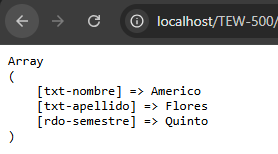 localhost/TEW-500/
Array
(
    [txt-nombre] => Americo
    [txt-apellido] => Flores
    [rdo-semestre] => Quinto
)